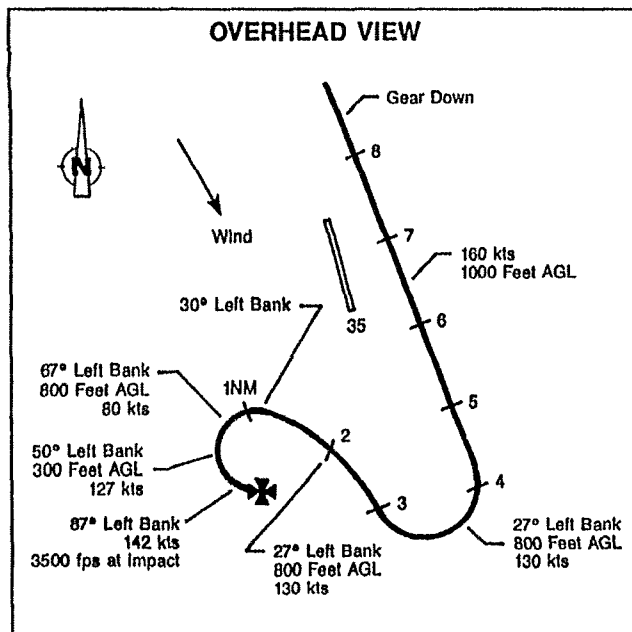 OVERHEAD VIEW
Gear Down
8
N
Wind
7
160 kts
1000 Feet AGL
30° Left Bank
35
6
67° Left Bank
800 Feet AGL
80 kts
1NM
5
50° Left Bank
300 Feet AGL
127 kts
2
4
3
87° Left Bank
142 kts
3500 fps at Impact
27° Left Bank
800 Feet AGL
130 kts
27° Left Bank
800 Feet AGL
130 kts